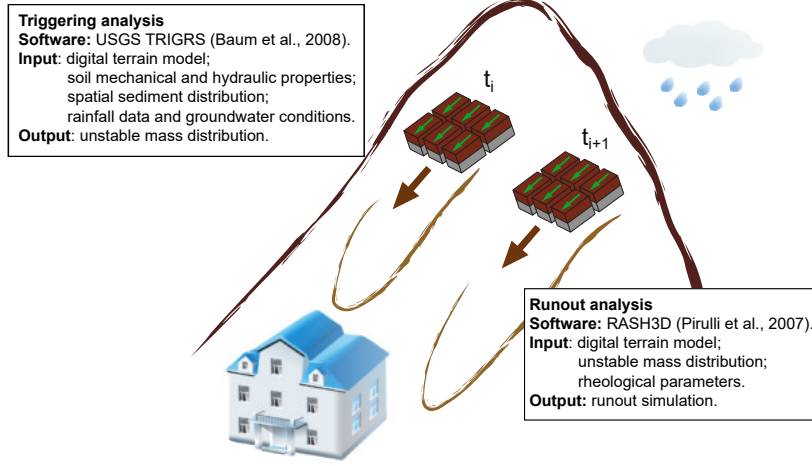 Triggering analysis
Software: USGS TRIGRS (Baum et al., 2008).
Input: digital terrain model;
soil mechanical and hydraulic properties;
spatial sediment distribution;
rainfall data and groundwater conditions.
Output: unstable mass distribution.
ti
ti+1
Runout analysis
Software: RASH3D (Pirulli et al., 2007).
Input: digital terrain model;
unstable mass distribution;
rheological parameters.
Output: runout simulation.